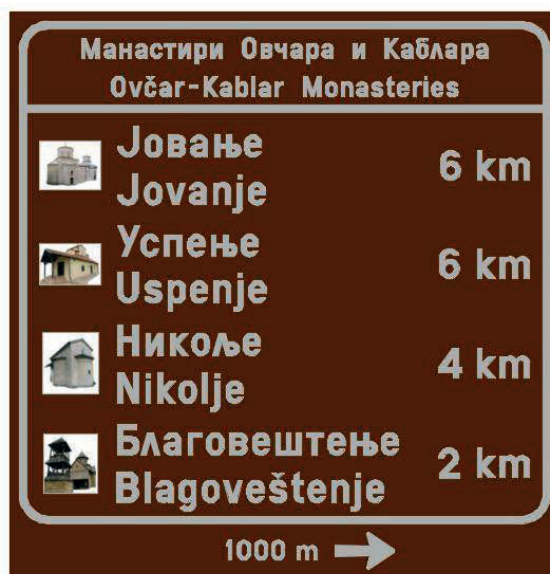 Манастири Овчара и Каблара
Ovčar-Kablar Monasteries
Јовање
Jovanje
6 km
Успење
Uspenje
6 km
Никоље
Nikolje
4 km
Благовештење
Blagoveštenje
2 km
1000 m